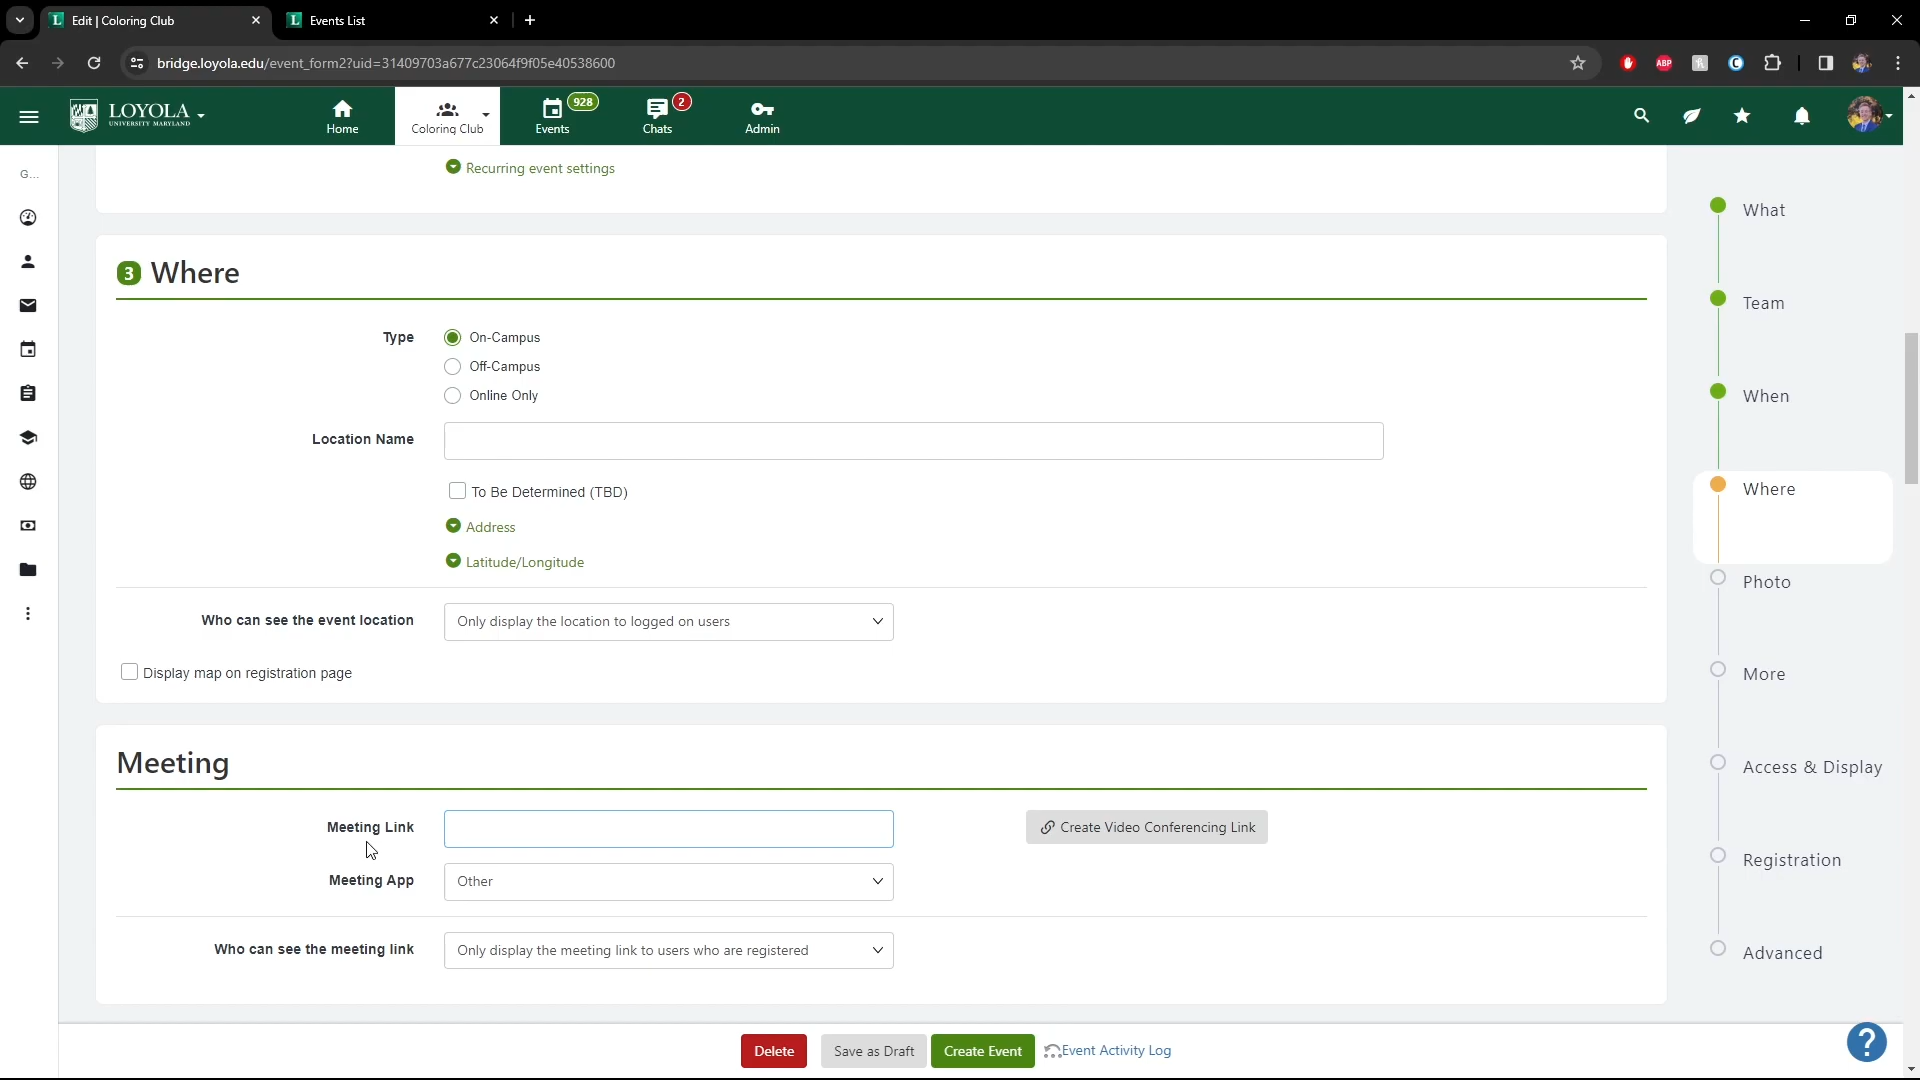 Edit | Coloring Club
Events List
bridge.loyola.edu/event_form2?uid=31409703a677c23064f9f05e40538600
ABP
LOYOLA
UNIVERSITY MARYLAND
Home
Coloring Club
928
Events
2
Chats
Admin
G...
Recurring event settings
3 Where
Type
On-Campus
Off-Campus
Online Only
Location Name
To Be Determined (TBD)
Address
Latitude/Longitude
Who can see the event location
Only display the location to logged on users
Display map on registration page
Meeting
Meeting Link
Create Video Conferencing Link
Meeting App
Other
Who can see the meeting link
Only display the meeting link to users who are registered
What
Team
When
Where
Photo
More
Access & Display
Registration
Advanced
Delete
Save as Draft
Create Event
Event Activity Log
?